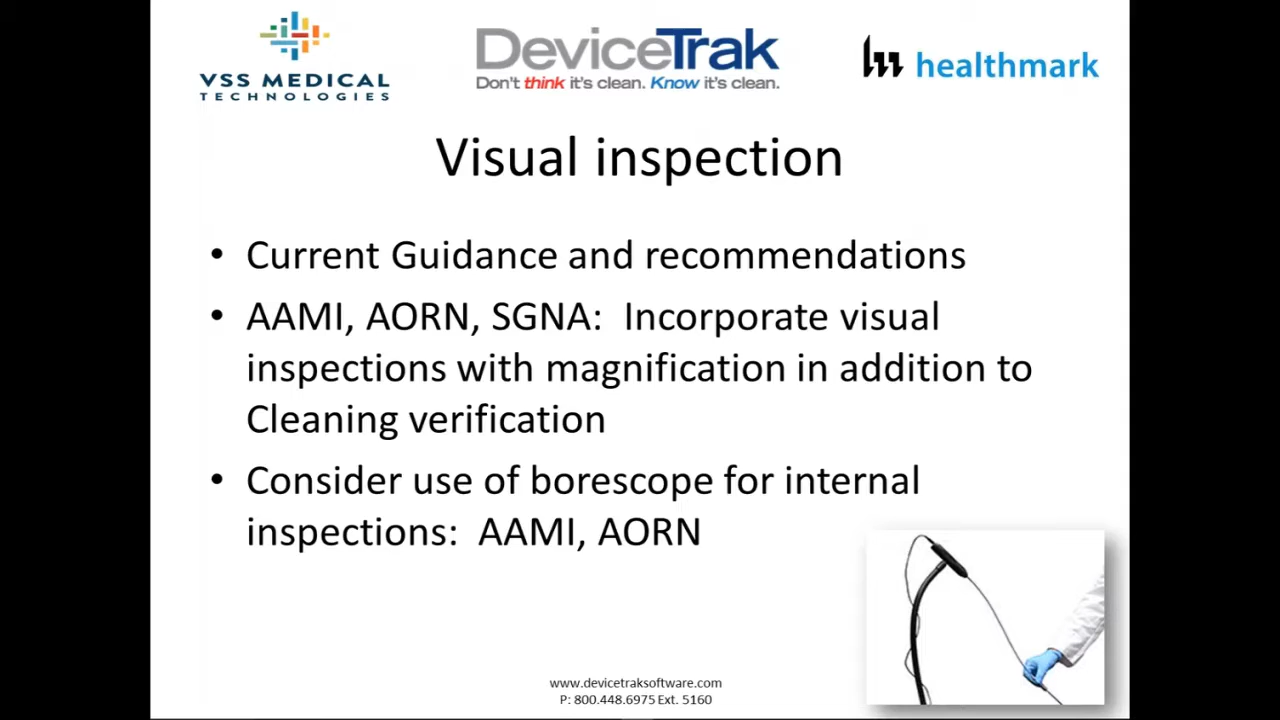 VSS MEDICAL
TECHNOLOGIES
DeviceTrak
Don't think it's clean. Know it's clean.
healthmark
Visual inspection
• Current Guidance and recommendations
• AAMI, AORN, SGNA: Incorporate visual
inspections with magnification in addition to
Cleaning verification
• Consider use of borescope for internal
inspections: AAMI, AORN
www.devicetraksoftware.com
P: 800.448.6975 Ext. 5160